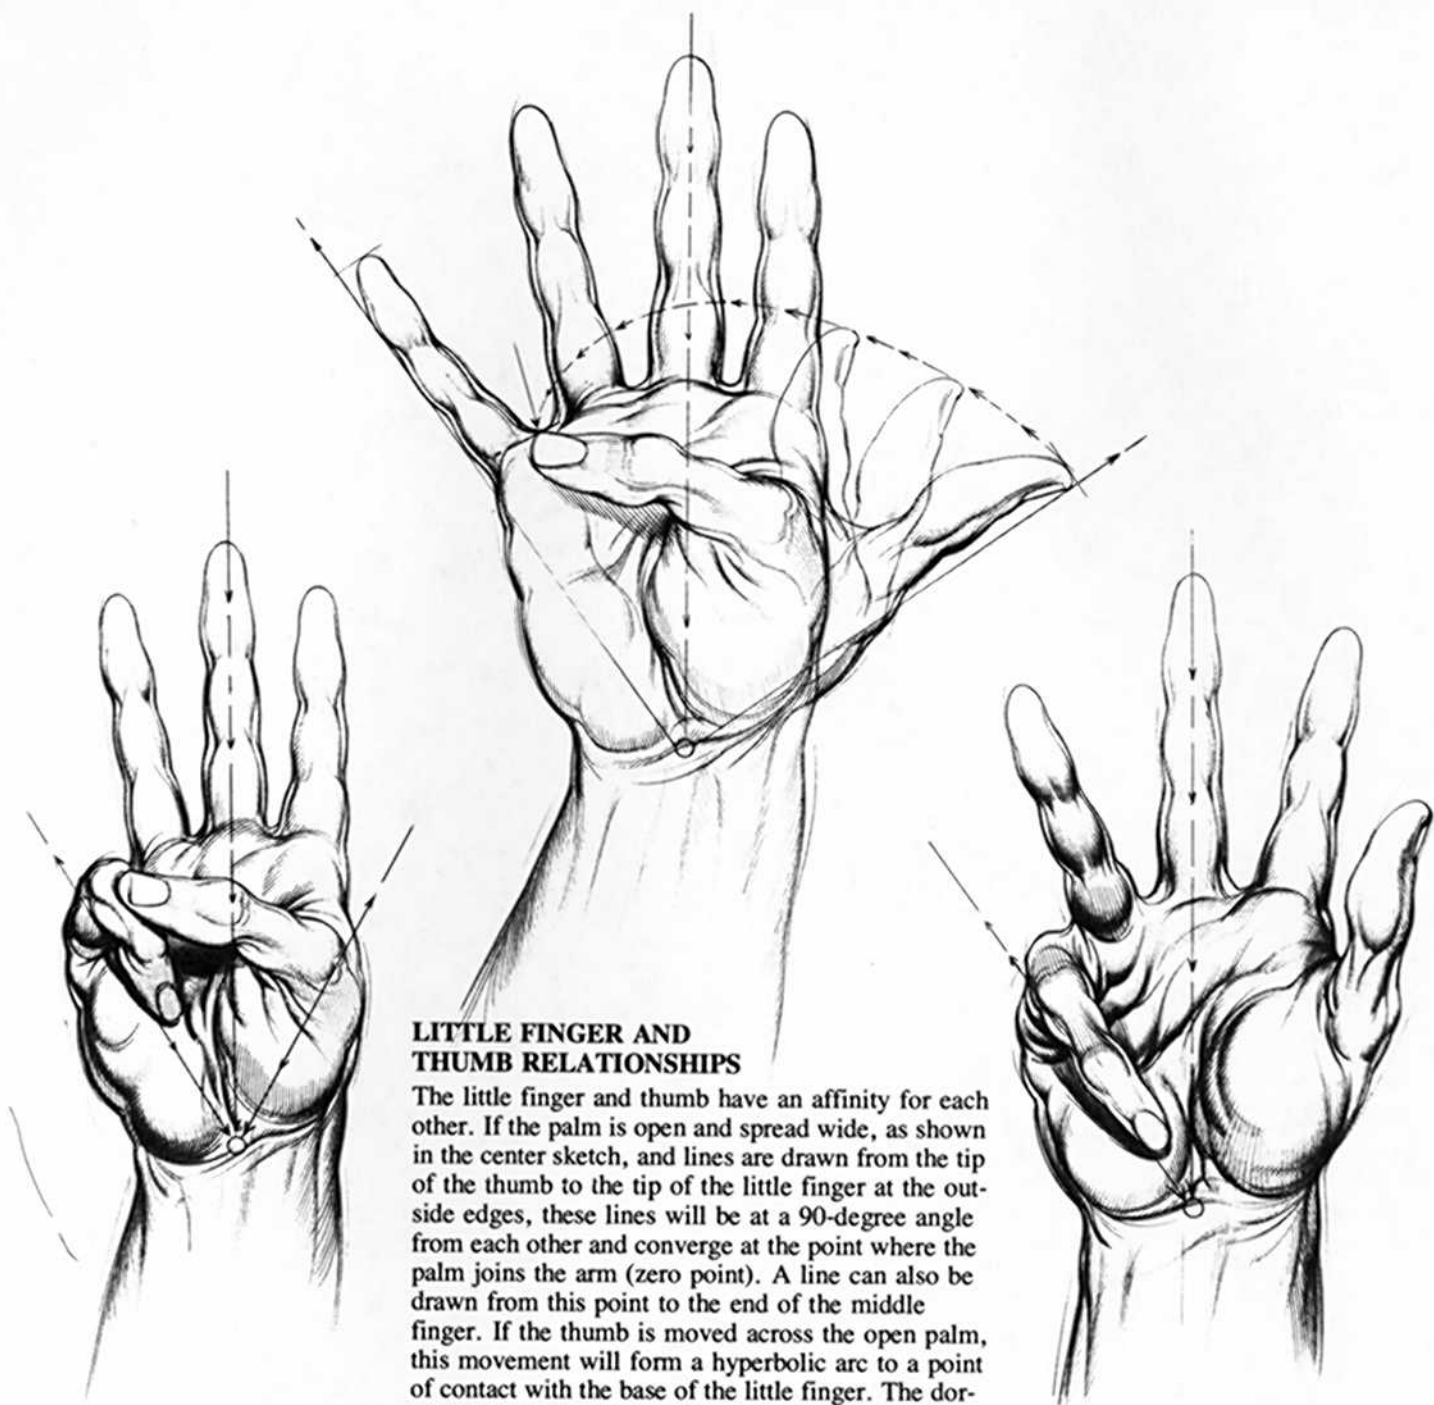 LITTLE FINGER AND
THUMB RELATIONSHIPS
The little finger and thumb have an affinity for each
other. If the palm is open and spread wide, as shown
in the center sketch, and lines are drawn from the tip
of the thumb to the tip of the little finger at the out-
side edges, these lines will be at a 90-degree angle
from each other and converge at the point where the
palm joins the arm (zero point). A line can also be
drawn from this point to the end of the middle
finger. If the thumb is moved across the open palm,
this movement will form a hyperbolic arc to a point
of contact with the base of the little finger. The dor-